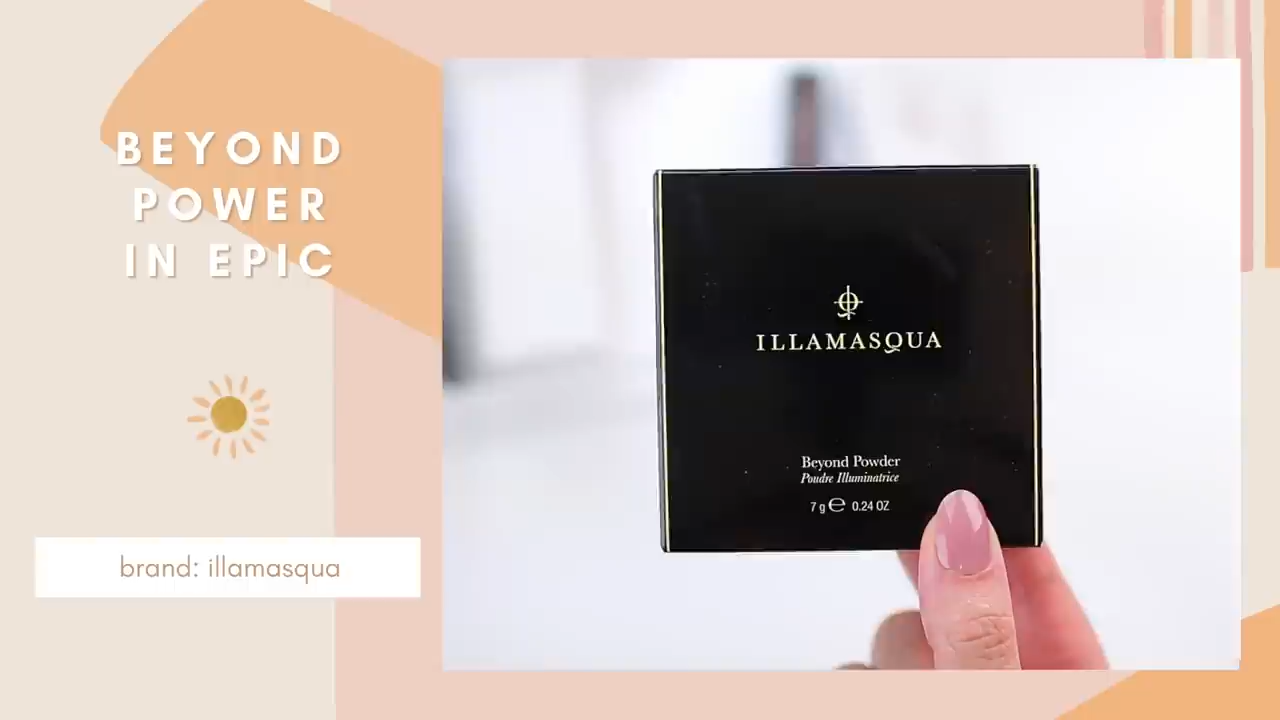 BEYOND
POWER
IN EPIC
brand: illamasqua
ILLAMASQUA
Beyond Powder
Poudre Illuminatrice
7 g ℮ 0.24 OZ